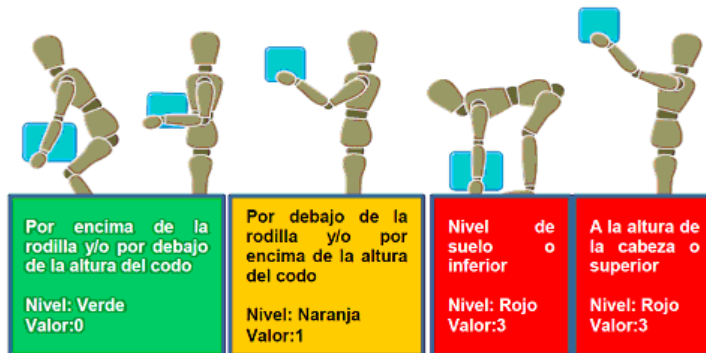 Por encima de la
rodilla y/o por debajo
de la altura del codo
Nivel: Verde
Valor:0
Por debajo de la
rodilla y/o por
encima de la altura
del codo
Nivel: Naranja
Valor:1
Nivel de
suelo o
inferior
Nivel: Rojo
Valor:3
A la altura de
la cabeza o
superior
Nivel: Rojo
Valor:3